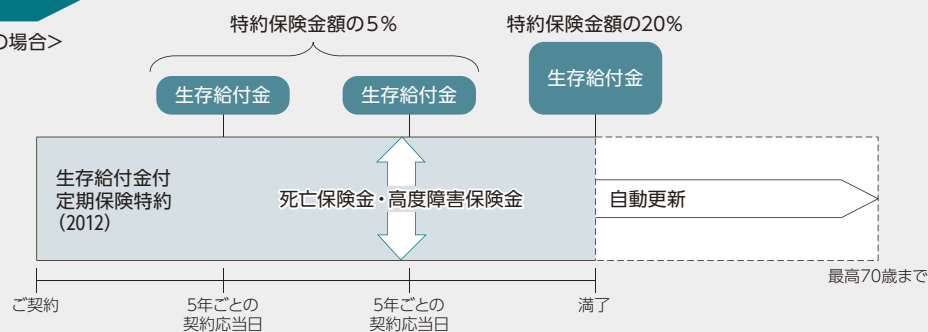 の場合>
特約保険金額の5%
特約保険金額の20%
生存給付金
生存給付金
生存給付金
生存給付金付
定期保険特約
(2012)
死亡保険金・高度障害保険金
自動更新
最高70歳まで
ご契約
5年ごとの
契約応当日
5年ごとの
契約応当日
満了